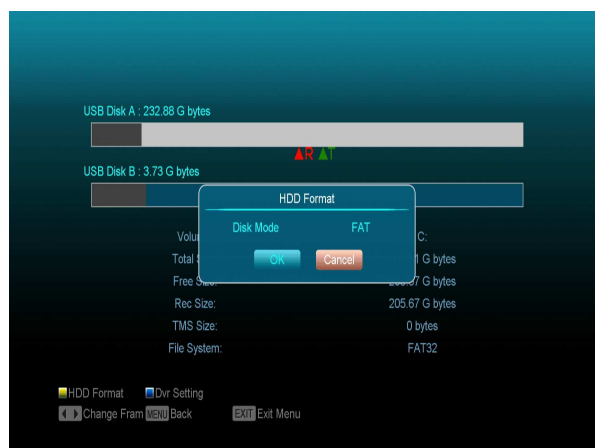 USB Disk A : 232.88 G bytes
R T
USB Disk B : 3.73 G bytes
HDD Format
Disk Mode FAT
OK Cancel
C:
Total G bytes
Free G bytes
Rec Size: 205.67 G bytes
TMS Size: 0 bytes
File System: FAT32
HDD Format Dvr Setting
Change Fram MENU Back EXIT Exit Menu